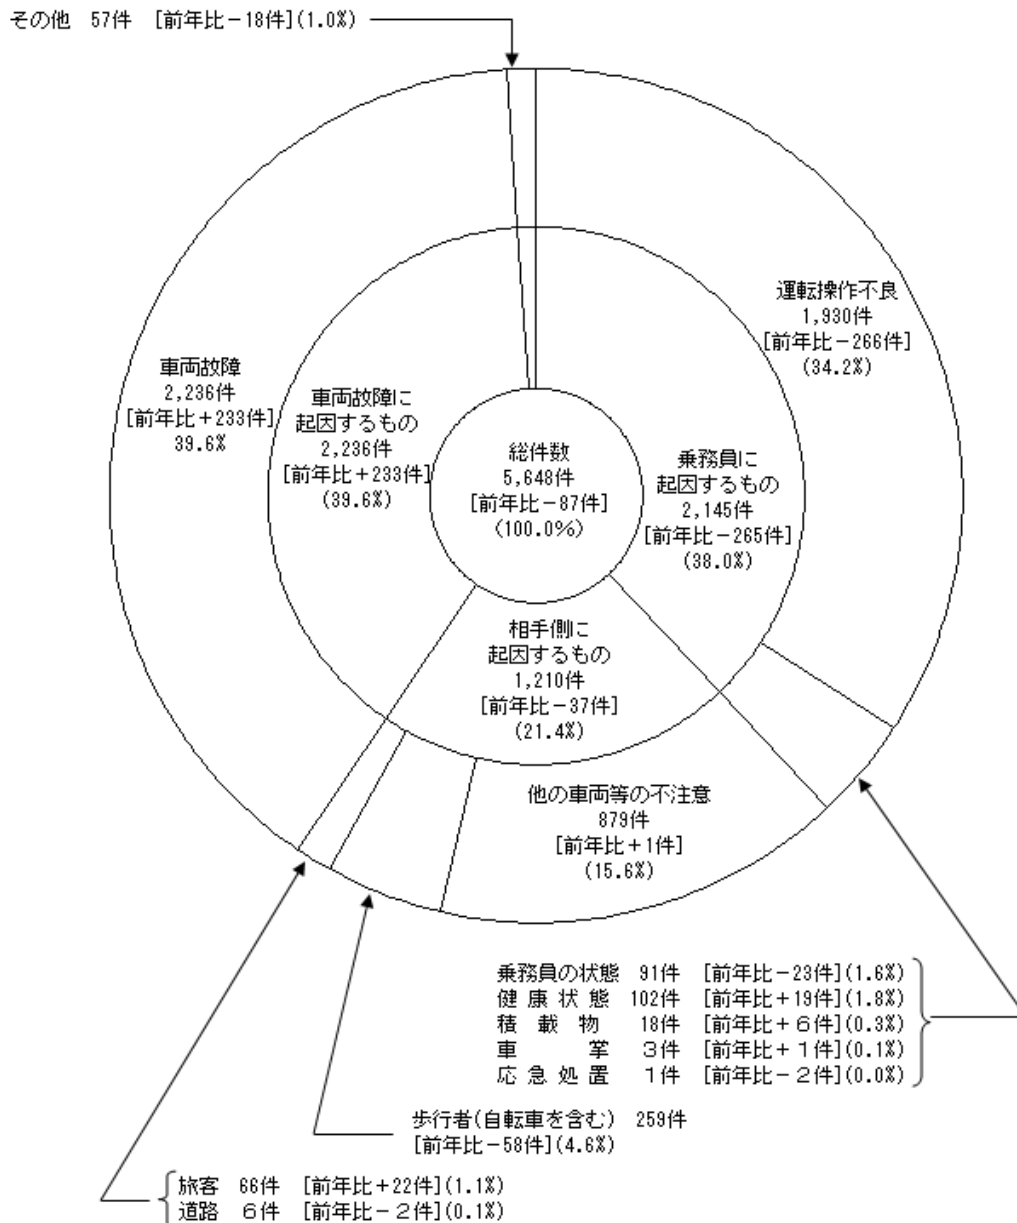 その他 57件 [前年比-18件](1.0%)
運転操作不良
1,930件
[前年比-266件]
(34.2%)
車両故障
2,236件
[前年比+233件]
39.6%
車両故障に
起因するもの
2,236件
[前年比+233件]
(39.6%)
総件数
5,648件
[前年比-87件]
(100.0%)
乗務員に
起因するもの
2,145件
[前年比-265件]
(38.0%)
相手側に
起因するもの
1,210件
[前年比-37件]
(21.4%)
他の車両等の不注意
879件
[前年比+1件]
(15.6%)
乗務員の状態 91件 [前年比-23件](1.6%)
健康状態 102件 [前年比+19件](1.8%)
積載物 18件 [前年比+6件](0.3%)
車掌 3件 [前年比+1件](0.1%)
応急処置 1件 [前年比-2件](0.0%)
歩行者(自転車を含む) 259件
[前年比-58件](4.6%)
旅客 66件 [前年比+22件](1.1%)
道路 6件 [前年比-2件](0.1%)